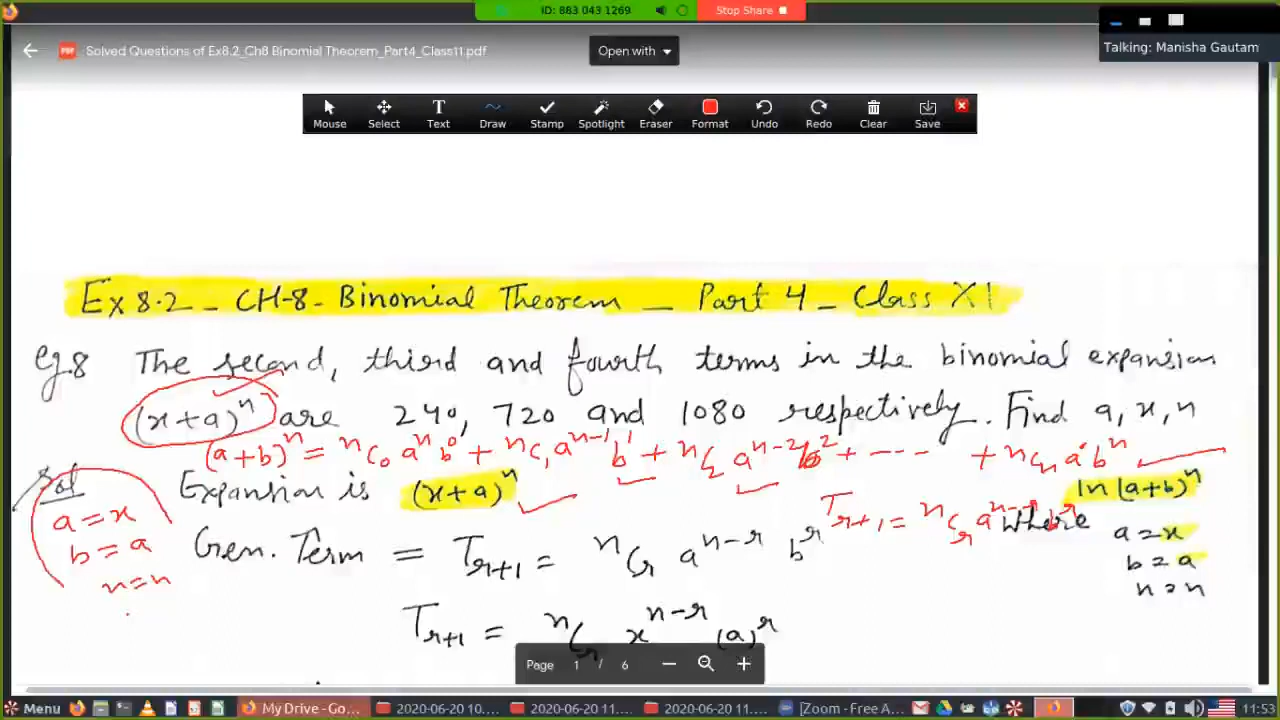 ID: 883 043 1269 Stop Share
Talking: Manisha Gautam
Solved Questions of Ex8.2_Ch8 Binomial Theorem_Part4_Class11.pdf
Open with
Mouse Select Text Draw Stamp Spotlight Eraser Format Undo Redo Clear Save
Ex 8.2 _ CH-8 - Binomial Theorem _ Part 4 _ Class XI
Eg.8 The second, third and fourth terms in the binomial expansion
(x+a)^n are 240, 720 and 1080 respectively. Find a, x, n
(a+b)^n = nC0 a^n b^0 + nC1 a^n-1 b^1 + nC2 a^n-2 b^2 + ---- + nCn a^0 b^n
Sol Expansion is (x+a)^n In (a+b)^n
a = x
b = a
n = n
Tr+1 = nCr a^n-r b^r
Gen. Term = Tr+1 = nCr a^n-r b^r where a = x
b = a
n = n
Tr+1 = nCr x^n-r (a)^r
Page 1 / 6
Menu My Drive - Go... 2020-06-20 10.... 2020-06-20 11.... 2020-06-20 11.... [Zoom - Free A... 11:53